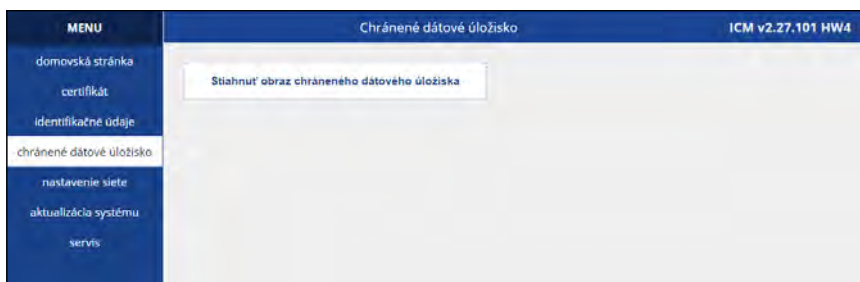 MENU
Chránené dátové úložisko
ICM v2.27.101 HW4
domovská stránka
certifikát
identifikačné údaje
chránené dátové úložisko
nastavenie siete
aktualizácia systému
servis
Stiahnuť obraz chráneného dátového úložiska